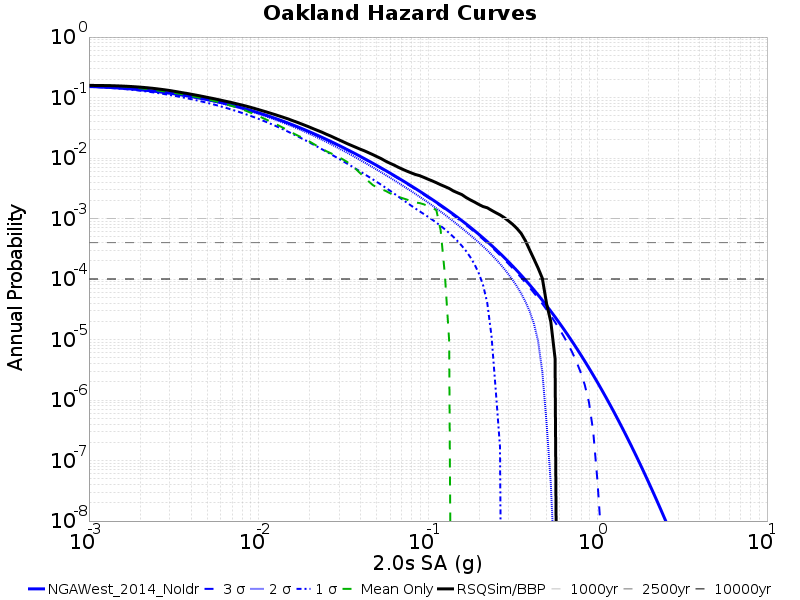 Oakland Hazard Curves
10^0
10^-1
10^-2
10^-3
10^-4
10^-5
10^-6
10^-7
10^-8
Annual Probability
10^-3 10^-2 10^-1 10^0 10^1
2.0s SA (g)
NGAWest_2014_NoIdr 3 σ 2 σ 1 σ Mean Only RSQSim/BBP 1000yr 2500yr 10000yr